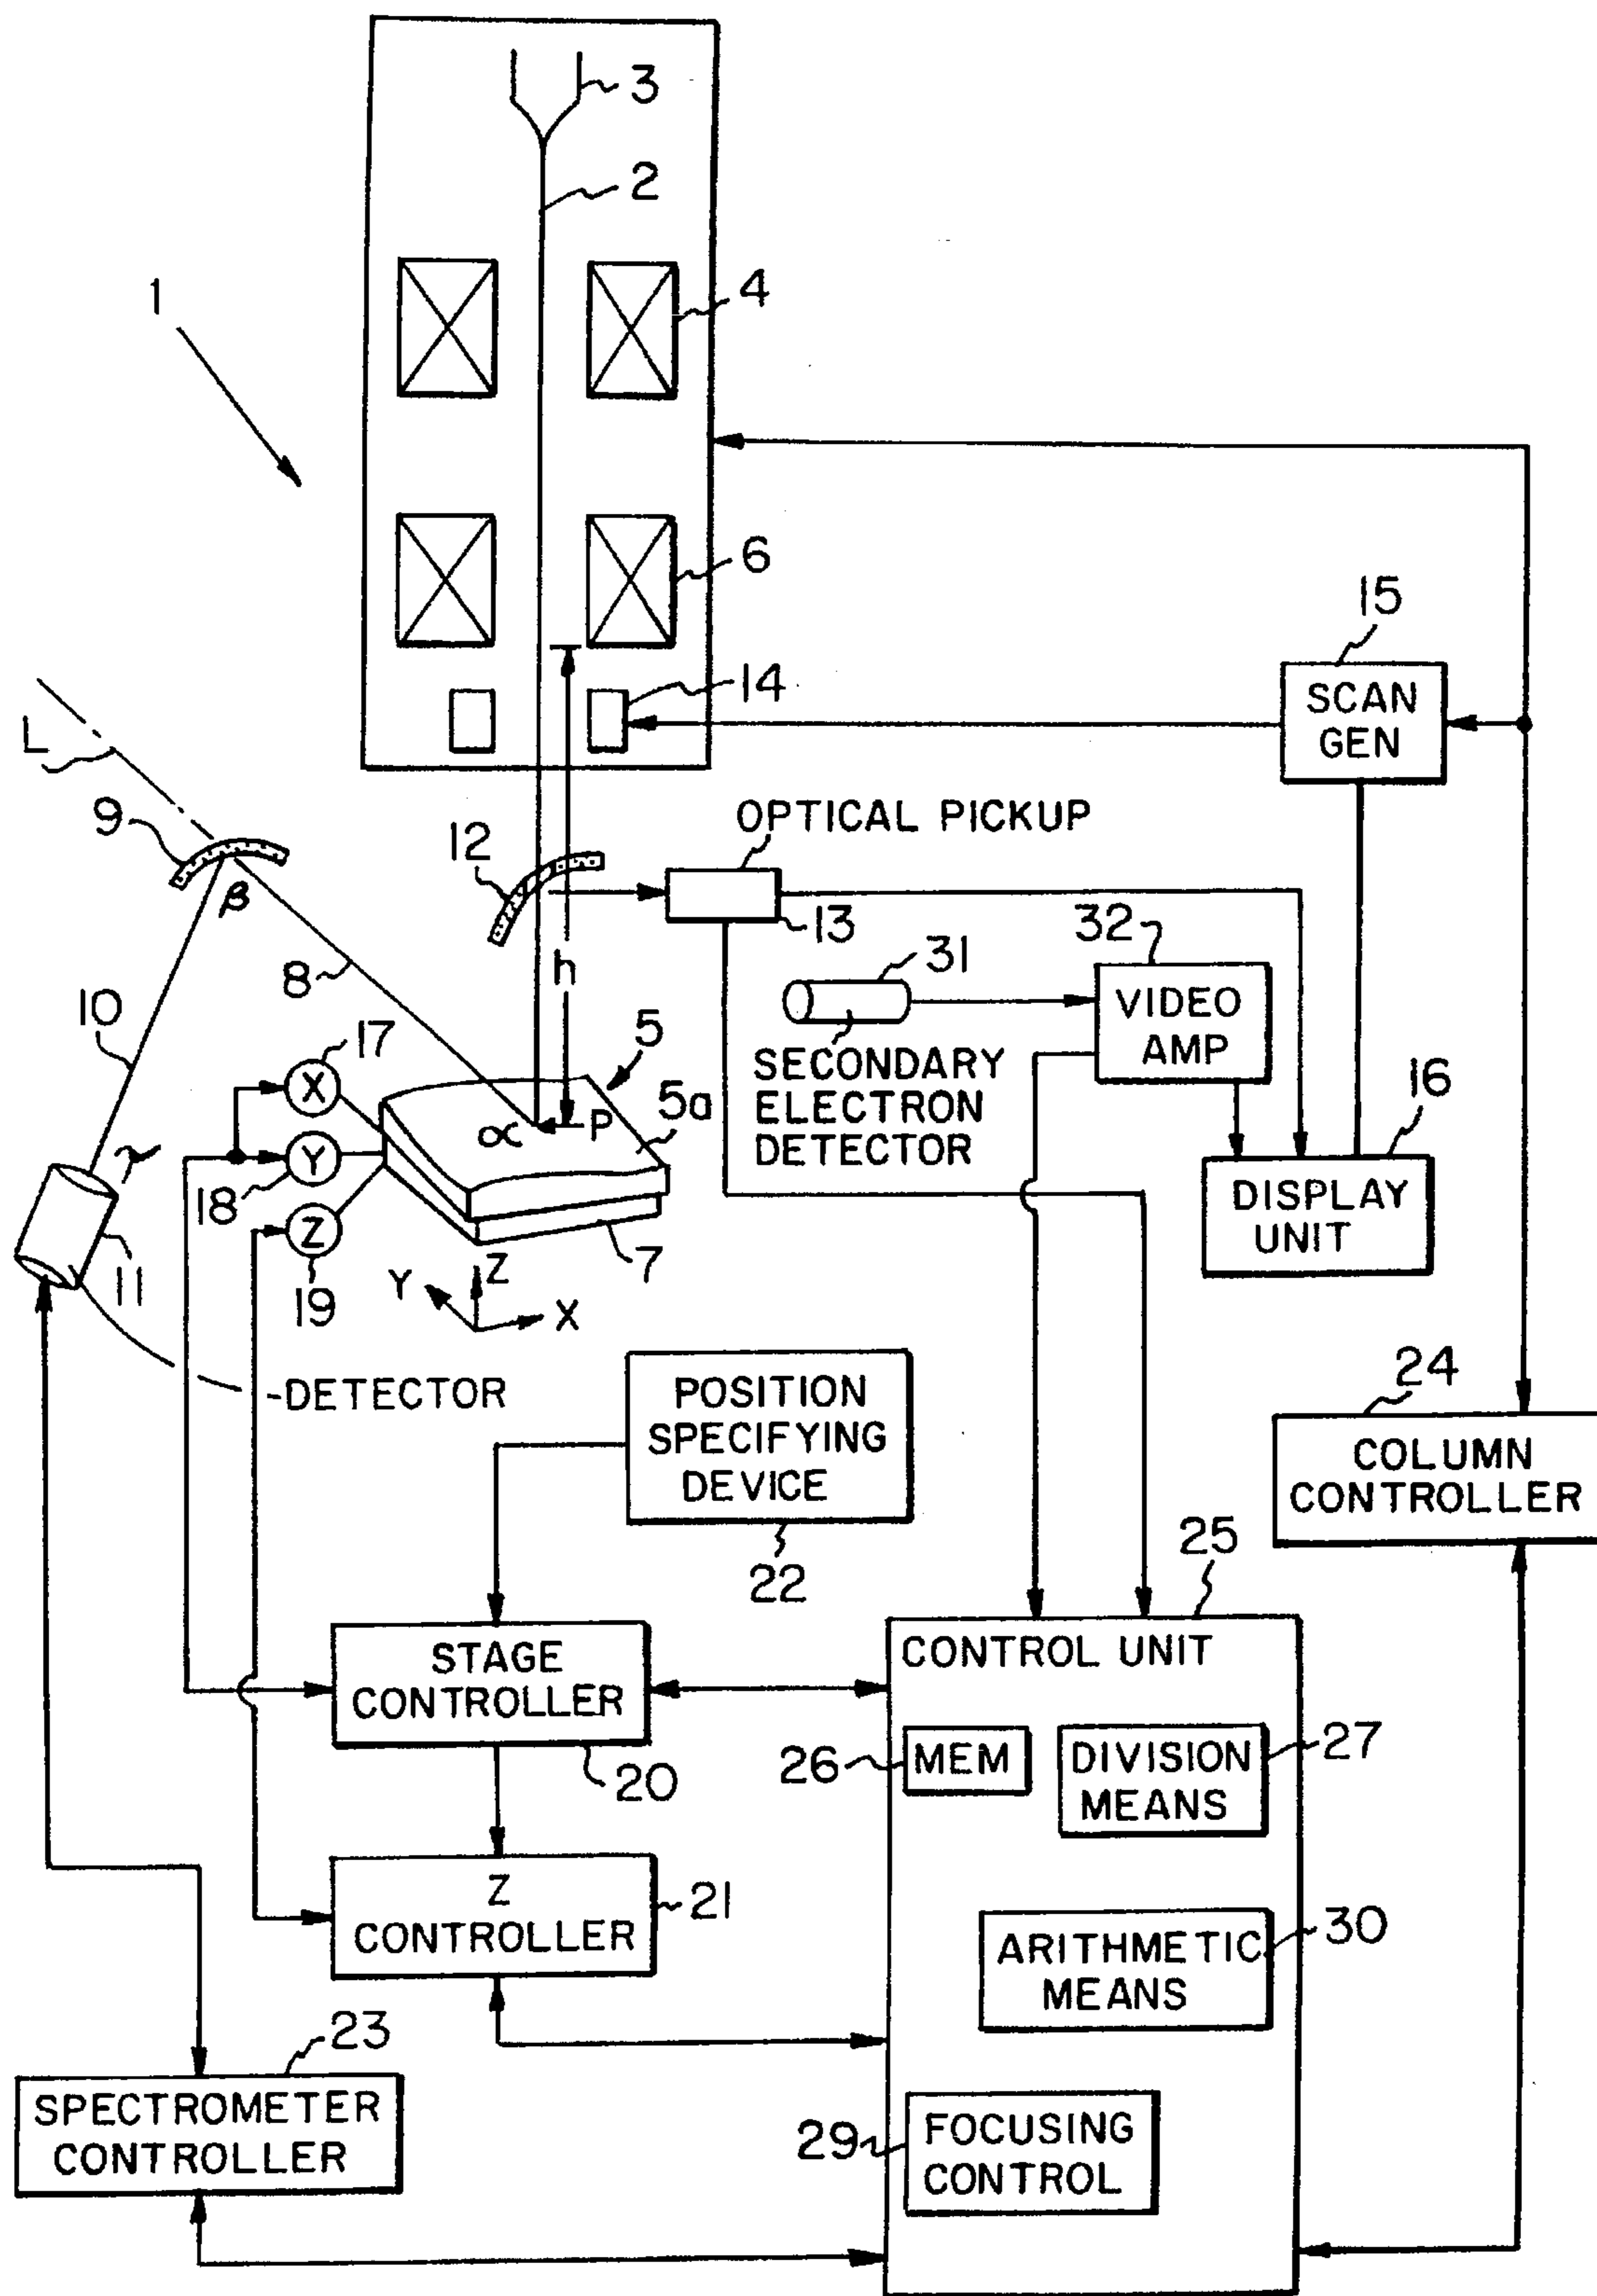 3
2
4
1
6
15
SCAN
GEN
14
L
9
β
OPTICAL PICKUP
12
13
32
8
h
31
VIDEO
AMP
10
17
X
5
5a
α
P
SECONDARY
ELECTRON
DETECTOR
16
Y
18
Z
19
7
DISPLAY
UNIT
11
Z
Y
X
DETECTOR
POSITION
SPECIFYING
DEVICE
22
24
COLUMN
CONTROLLER
25
CONTROL UNIT
STAGE
CONTROLLER
20
26
MEM
DIVISION
MEANS
27
Z
CONTROLLER
21
ARITHMETIC
MEANS
30
23
SPECTROMETER
CONTROLLER
29
FOCUSING
CONTROL